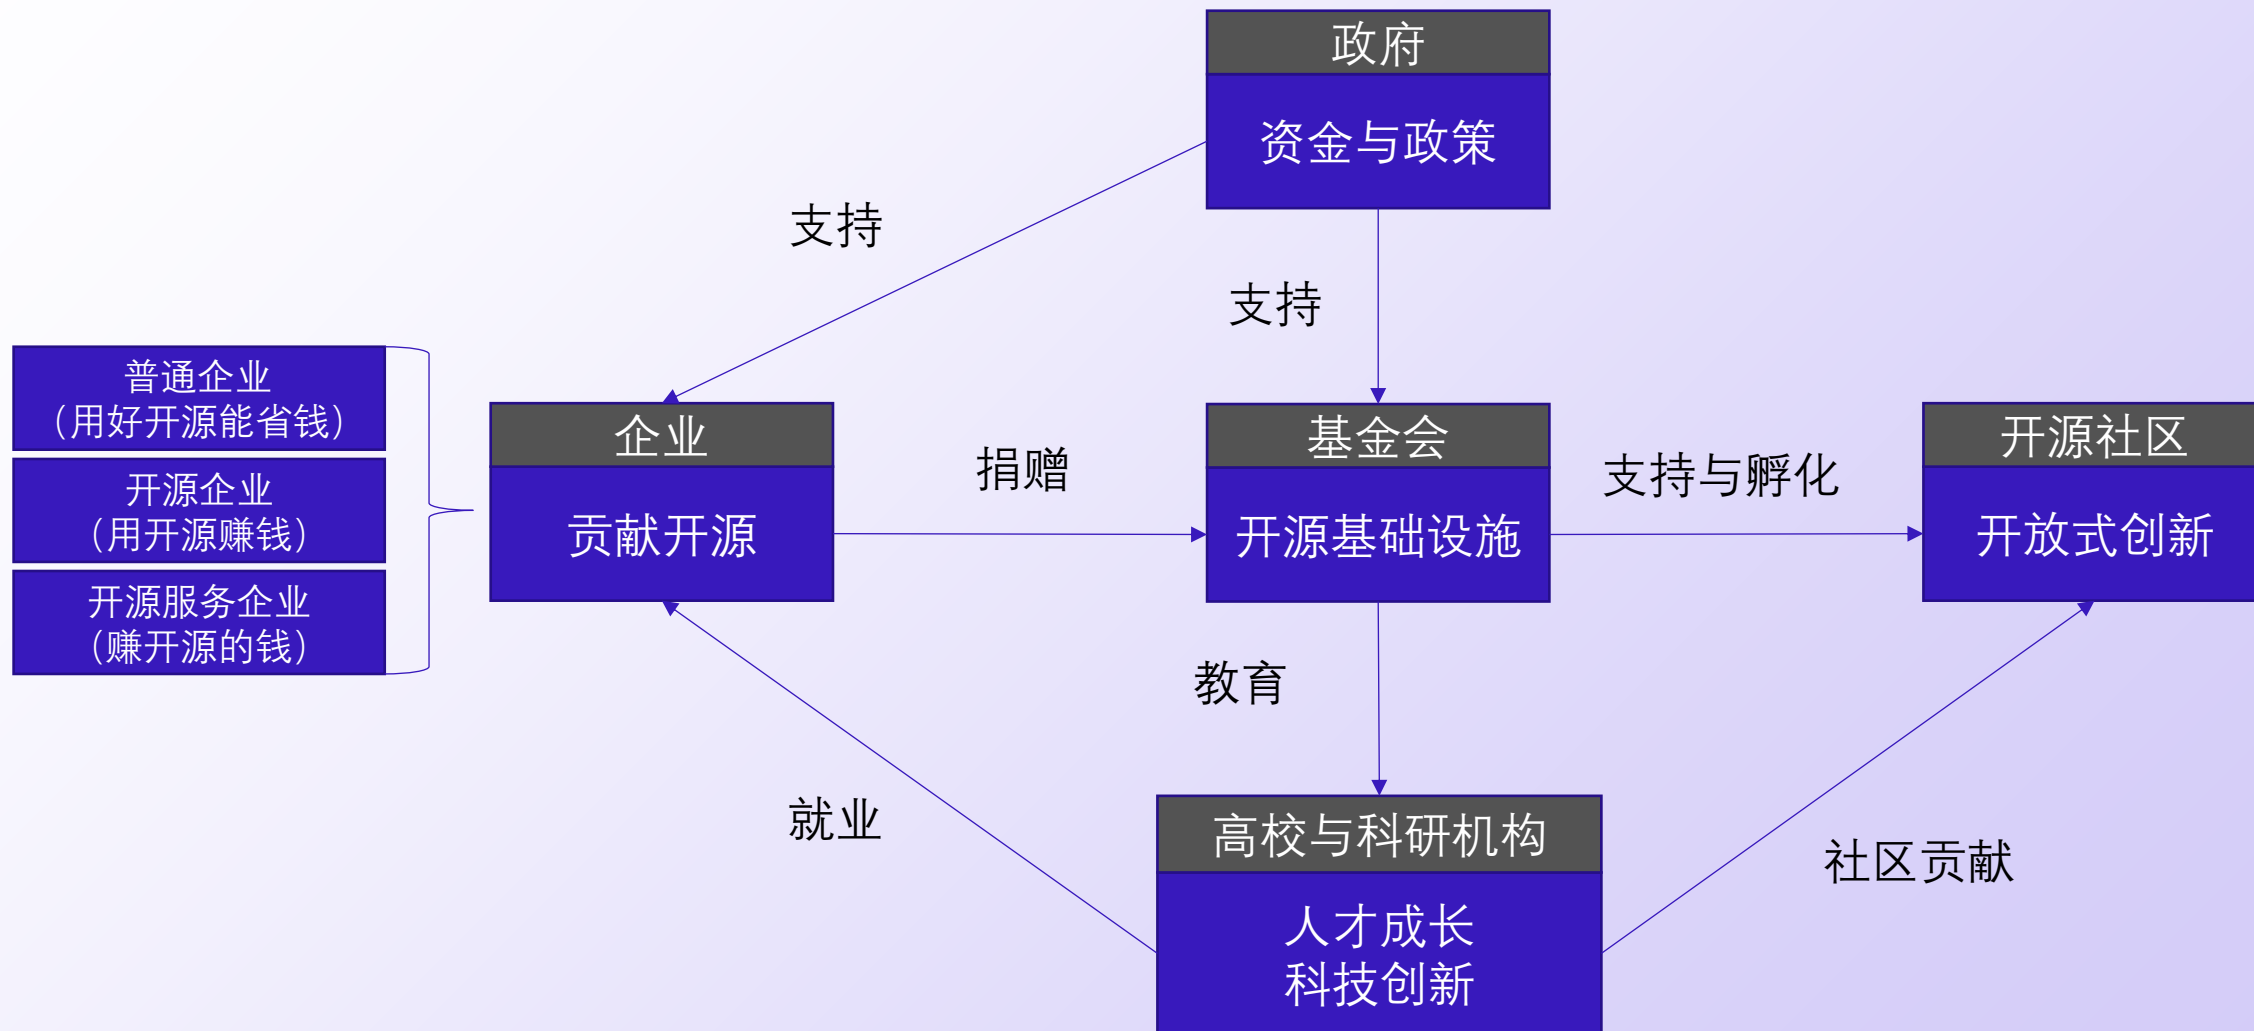 政府
资金与政策
支持
支持
普通企业
（用好开源能省钱）
开源企业
（用开源赚钱）
开源服务企业
（赚开源的钱）
企业
贡献开源
捐赠
基金会
开源基础设施
支持与孵化
开源社区
开放式创新
教育
就业
高校与科研机构
人才成长
科技创新
社区贡献